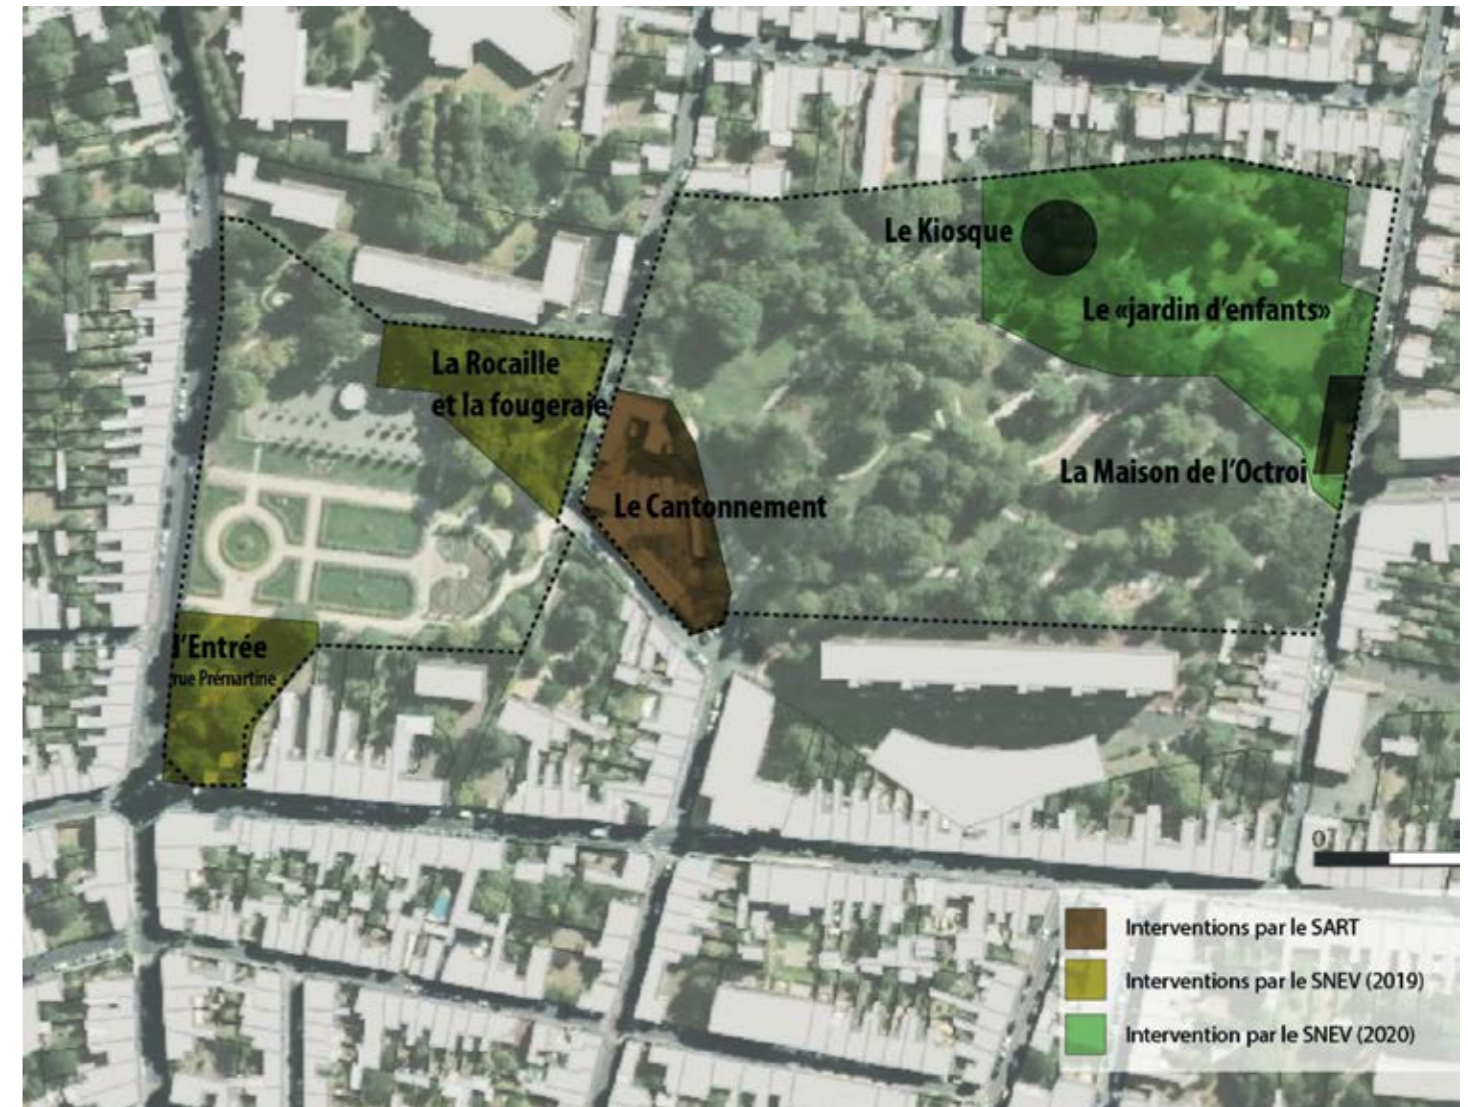 Le Kiosque
Le «jardin d'enfants»
La Rocaille
et la fougeraie
La Maison de l'Octroi
Le Cantonnement
l'Entrée
rue Prémartine
0
Interventions par le SART
Interventions par le SNEV (2019)
Intervention par le SNEV (2020)